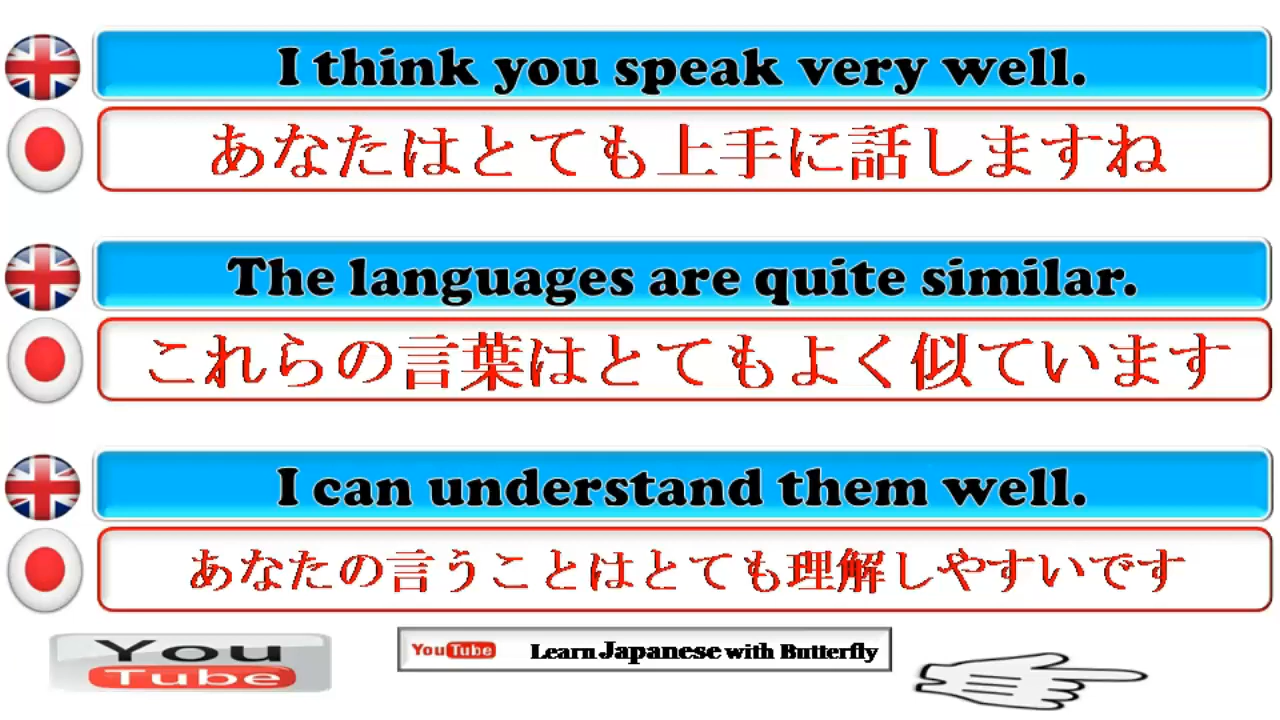 I think you speak very well.
あなたはとても上手に話しますね
The languages are quite similar.
これらの言葉はとてもよく似ています
I can understand them well.
あなたの言うことはとても理解しやすいです
You
Tube
YouTube Learn Japanese with Butterfly